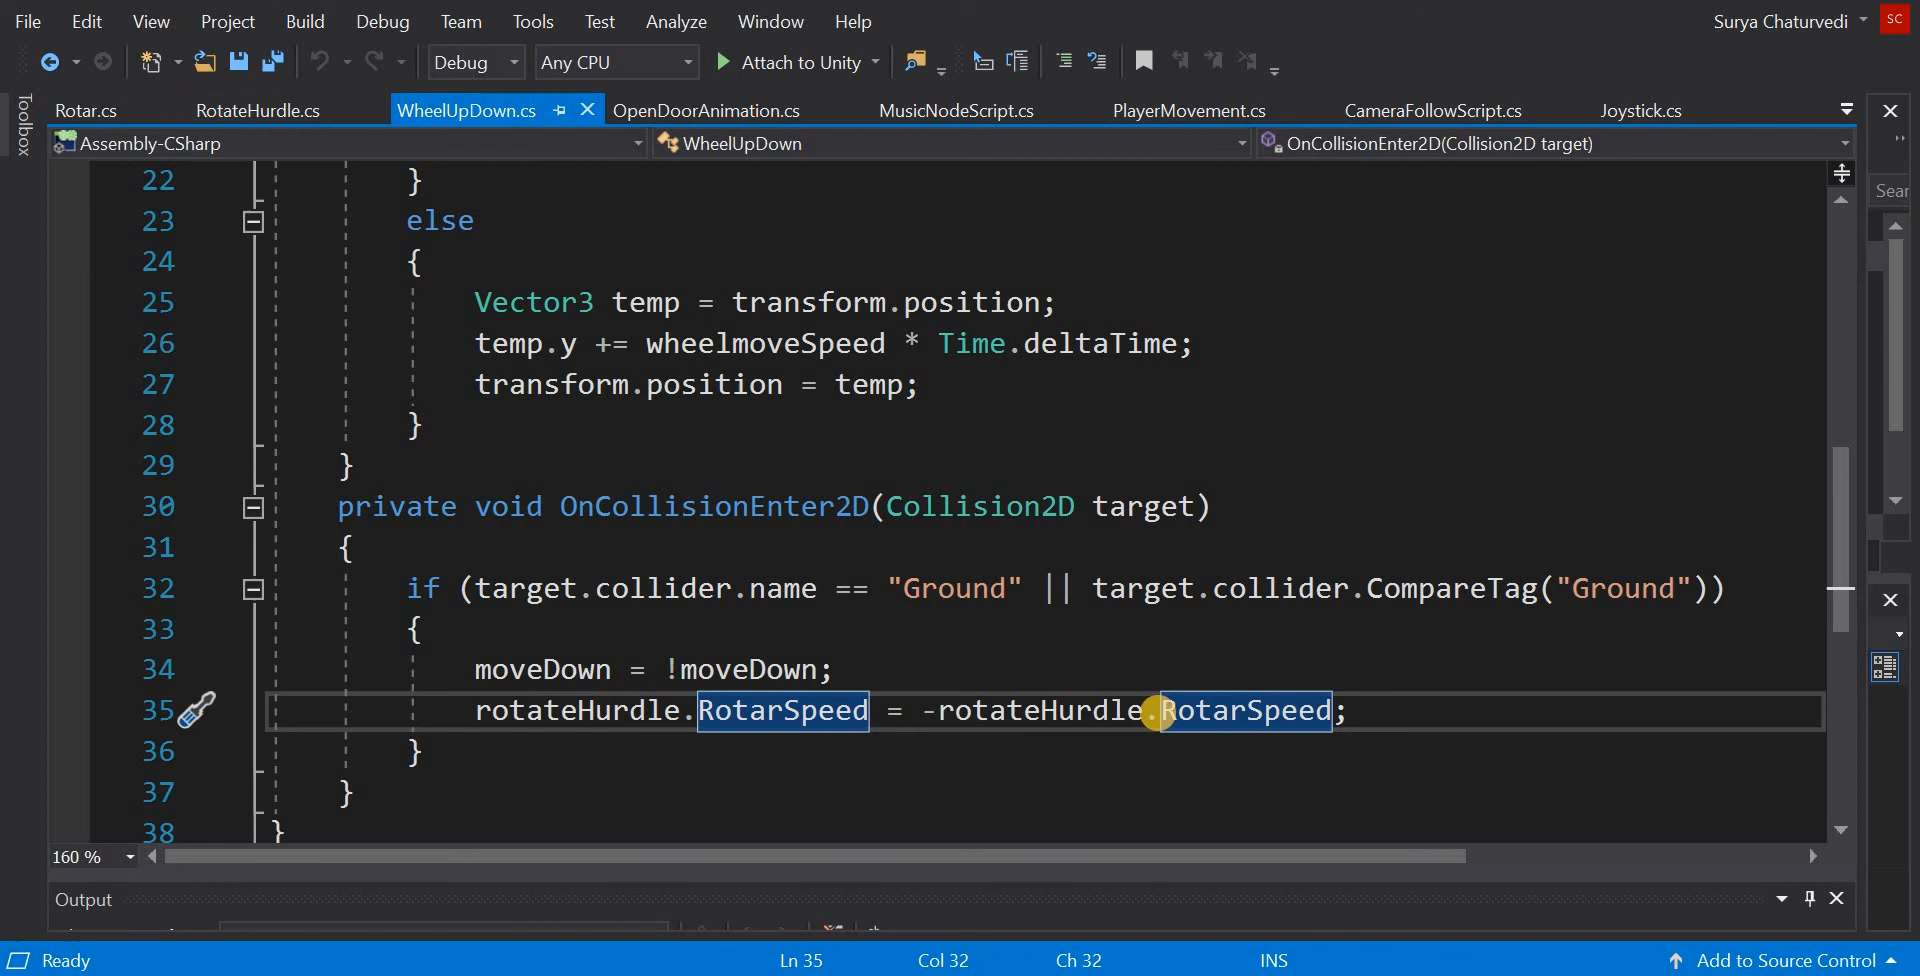 File Edit View Project Build Debug Team Tools Test Analyze Window Help Surya Chaturvedi SC
Debug Any CPU Attach to Unity
Toolbox
Rotar.cs RotateHurdle.cs WheelUpDown.cs OpenDoorAnimation.cs MusicNodeScript.cs PlayerMovement.cs CameraFollowScript.cs Joystick.cs
Assembly-CSharp WheelUpDown OnCollisionEnter2D(Collision2D target)
Sear
22 }
23 else
24 {
25 Vector3 temp = transform.position;
26 temp.y += wheelmoveSpeed * Time.deltaTime;
27 transform.position = temp;
28 }
29 }
30 private void OnCollisionEnter2D(Collision2D target)
31 {
32 if (target.collider.name == "Ground" || target.collider.CompareTag("Ground"))
33 {
34 moveDown = !moveDown;
35 rotateHurdle.RotarSpeed = -rotateHurdle.RotarSpeed;
36 }
37 }
38 }
160 %
Output
Ready Ln 35 Col 32 Ch 32 INS Add to Source Control